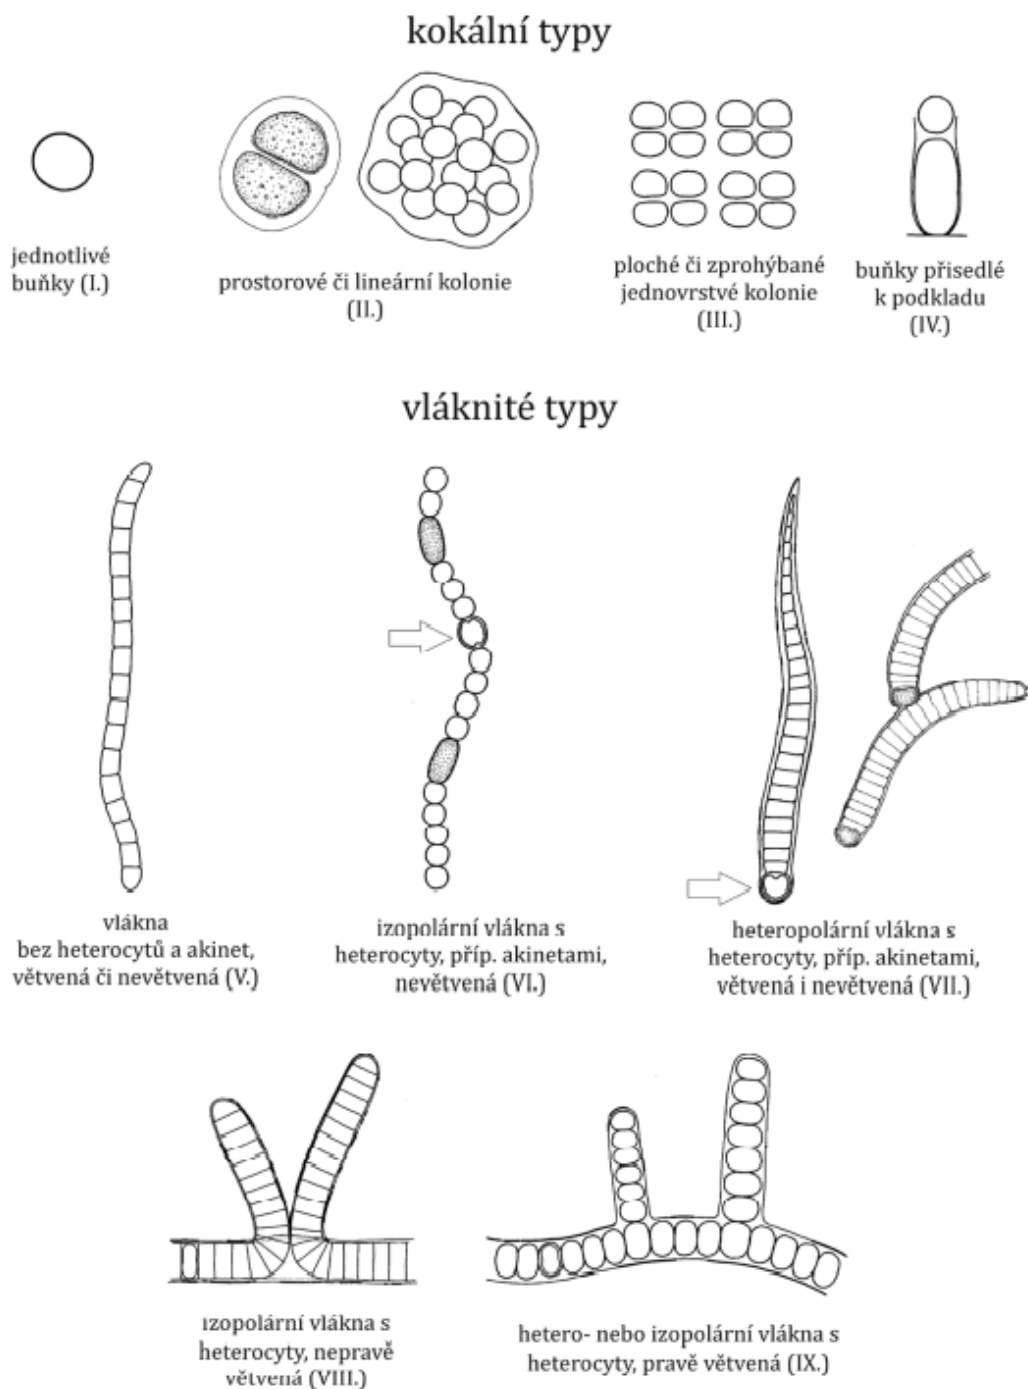 kokální typy
jednotlivé
buňky (I.)
prostorové či lineární kolonie
(II.)
ploché či zprohýbané
jednovrstvé kolonie
(III.)
buňky přisedlé
k podkladu
(IV.)
vláknité typy
vlákna
bez heterocytů a akinet,
větvená či nevětvená (V.)
izopolární vlákna s
heterocyty, příp. akinetami,
nevětvená (VI.)
heteropolární vlákna s
heterocyty, příp. akinetami,
větvená i nevětvená (VII.)
izopolární vlákna s
heterocyty, nepravě
větvená (VIII.)
hetero- nebo izopolární vlákna s
heterocyty, pravě větvená (IX.)